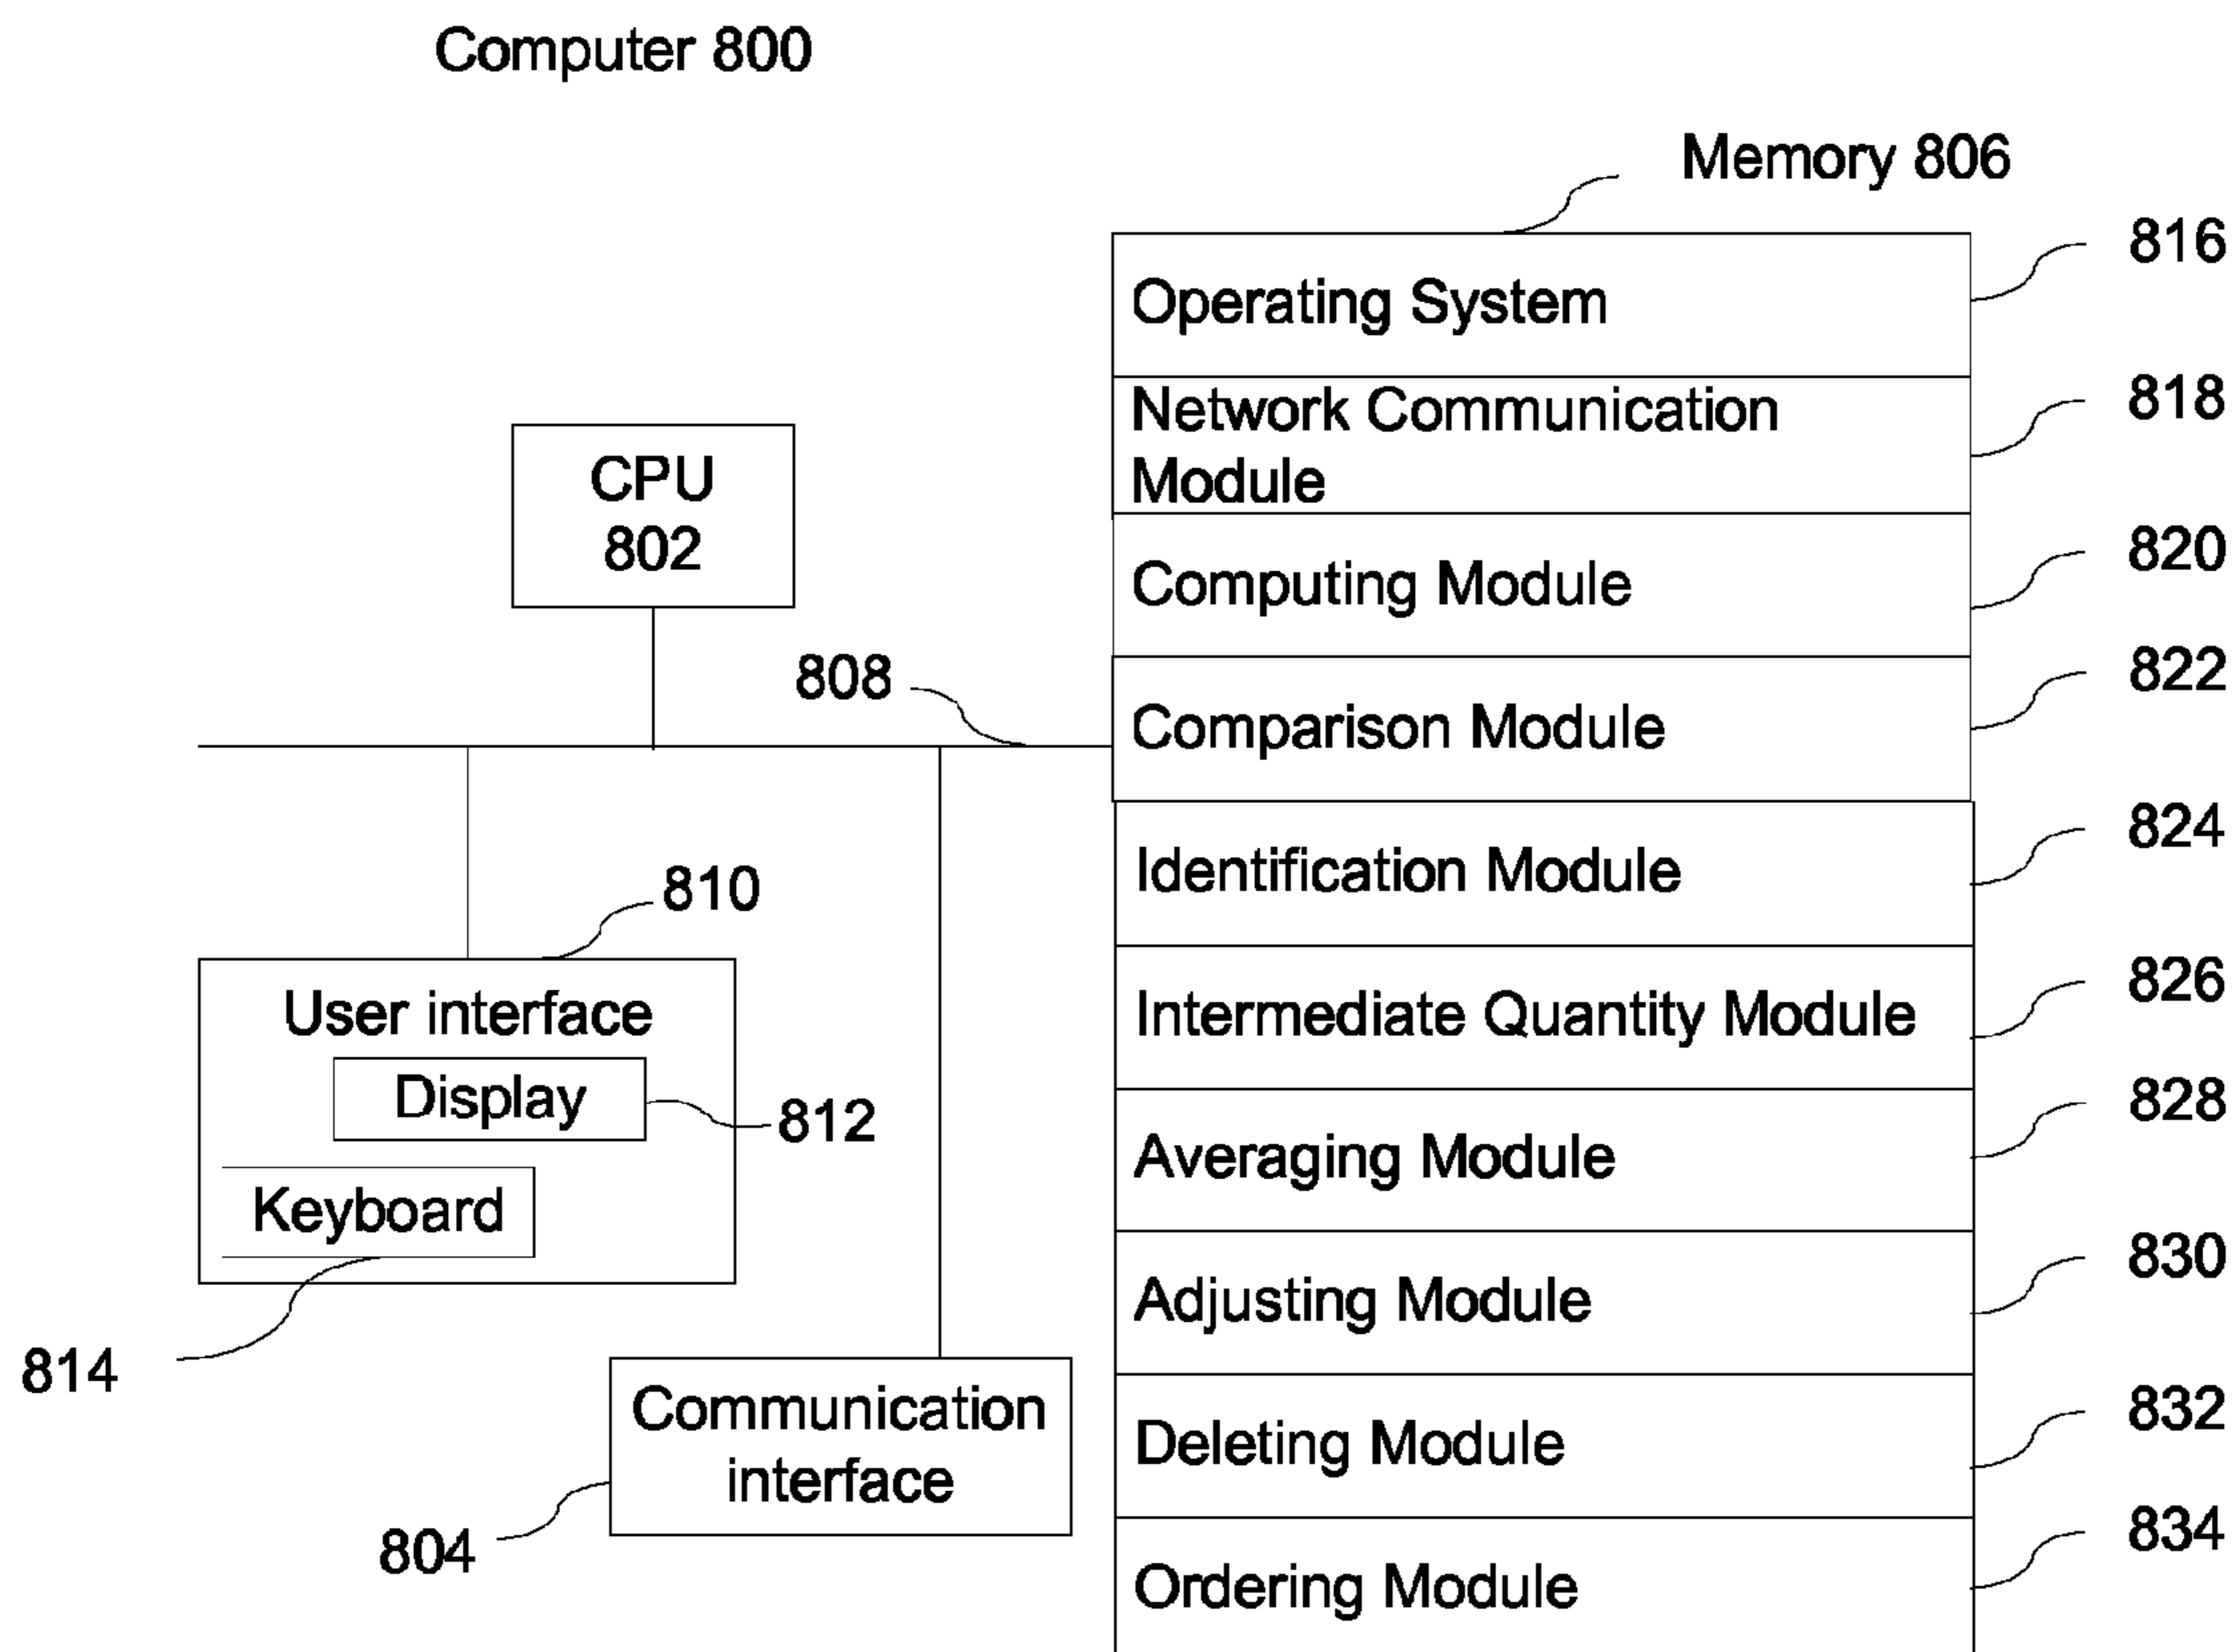 Computer 800
Memory 806
816
Operating System
818
Network Communication
Module
CPU
802
820
Computing Module
808
822
Comparison Module
824
Identification Module
810
826
User interface
Intermediate Quantity Module
Display
812
828
Averaging Module
Keyboard
830
Adjusting Module
814
832
Communication
interface
Deleting Module
804
834
Ordering Module